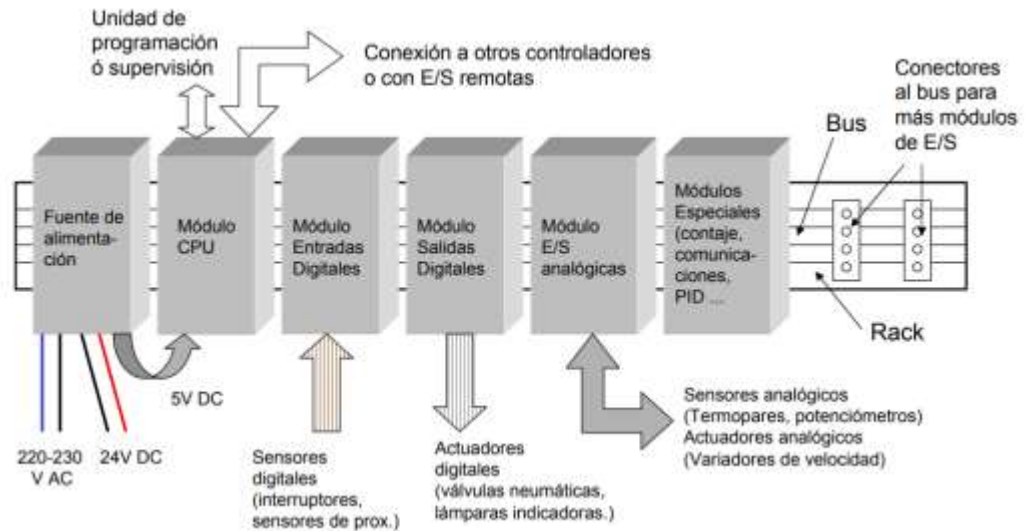 Unidad de
programación
ó supervisión
Conexión a otros controladores
o con E/S remotas
Conectores
al bus para
más módulos
de E/S
Bus
Fuente de
alimenta-
ción
Módulo
CPU
Módulo
Entradas
Digitales
Módulo
Salidas
Digitales
Módulo
E/S
analógicas
Módulos
Especiales
(contaje,
comunica-
ciones,
PID ...
Rack
5V DC
220-230
V AC
24V DC
Sensores
digitales
(interruptores,
sensores de prox.)
Actuadores
digitales
(válvulas neumáticas,
lámparas indicadoras.)
Sensores analógicos
(Termopares, potenciómetros)
Actuadores analógicos
(Variadores de velocidad)